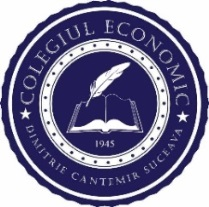 COLEGIUL ECONOMIC
1945
DIMITRIE CANTEMIR SUCEAVA